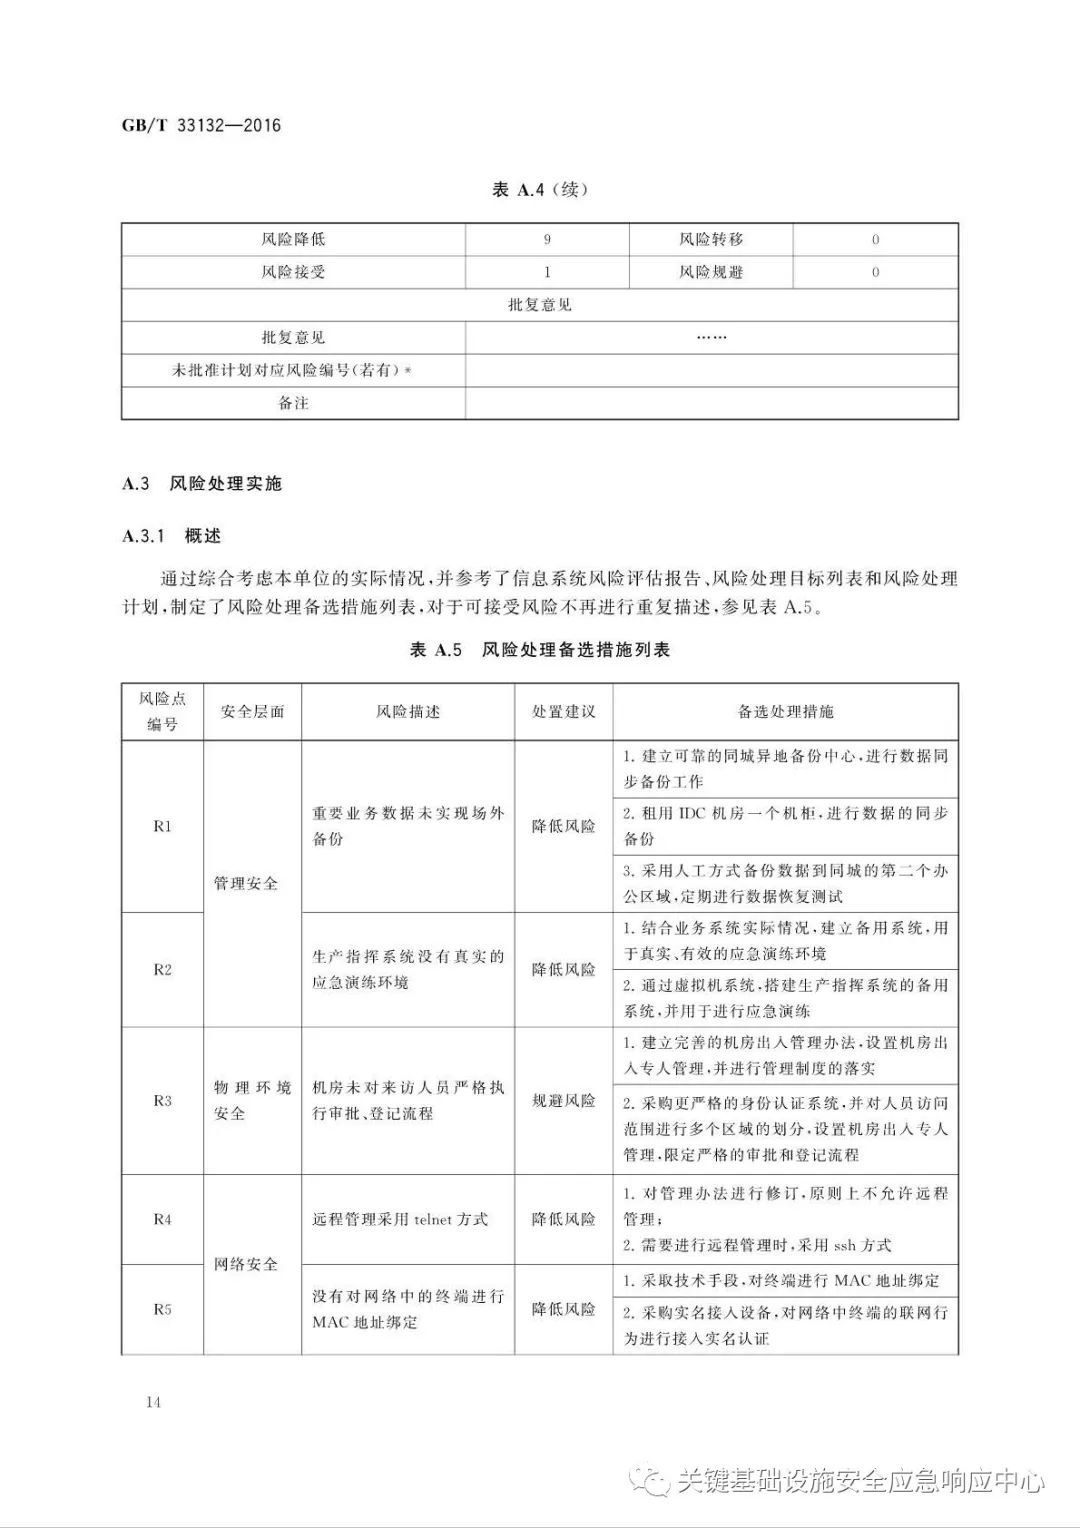 GB/T 33132—2016
表 A.4（续）
风险降低 9 风险转移 0
风险接受 1 风险规避 0
批复意见
批复意见 ……
未批准计划对应风险编号(若有)*
备注
A.3 风险处理实施
A.3.1 概述
通过综合考虑本单位的实际情况,并参考了信息系统风险评估报告、风险处理目标列表和风险处理
计划,制定了风险处理备选措施列表,对于可接受风险不再进行重复描述,参见表 A.5。
表 A.5 风险处理备选措施列表
风险点
编号
安全层面
风险描述
处置建议
备选处理措施
R1
管理安全
重要业务数据未实现场外
备份
降低风险
1. 建立可靠的同城异地备份中心,进行数据同
步备份工作
2. 租用 IDC 机房一个机柜,进行数据的同步
备份
3. 采用人工方式备份数据到同城的第二个办
公区域,定期进行数据恢复测试
R2
生产指挥系统没有真实的
应急演练环境
降低风险
1. 结合业务系统实际情况,建立备用系统,用
于真实、有效的应急演练环境
2. 通过虚拟机系统,搭建生产指挥系统的备用
系统,并用于进行应急演练
R3
物理环境
安全
机房未对来访人员严格执
行审批、登记流程
规避风险
1. 建立完善的机房出入管理办法,设置机房出
入专人管理,并进行管理制度的落实
2. 采购更严格的身份认证系统,并对人员访问
范围进行多个区域的划分,设置机房出入专人
管理,限定严格的审批和登记流程
R4
网络安全
远程管理采用 telnet 方式
降低风险
1. 对管理办法进行修订,原则上不允许远程
管理;
2. 需要进行远程管理时,采用 ssh 方式
R5
没有对网络中的终端进行
MAC 地址绑定
降低风险
1. 采取技术手段,对终端进行 MAC 地址绑定
2. 采购实名接入设备,对网络中终端的联网行
为进行接入实名认证
14
关键基础设施安全应急响应中心